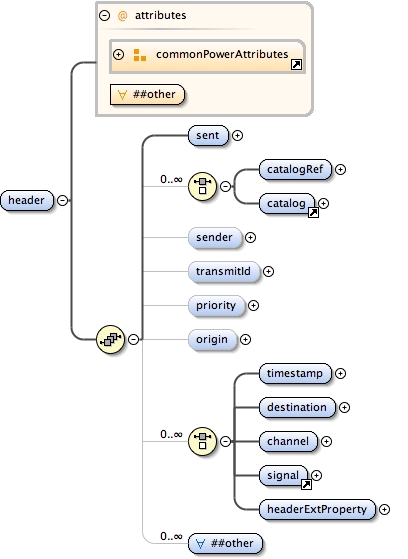 @ attributes
commonPowerAttributes
∀ ##other
header
sent
0..∞
catalogRef
catalog
sender
transmitId
priority
origin
0..∞
timestamp
destination
channel
signal
headerExtProperty
0..∞
∀ ##other